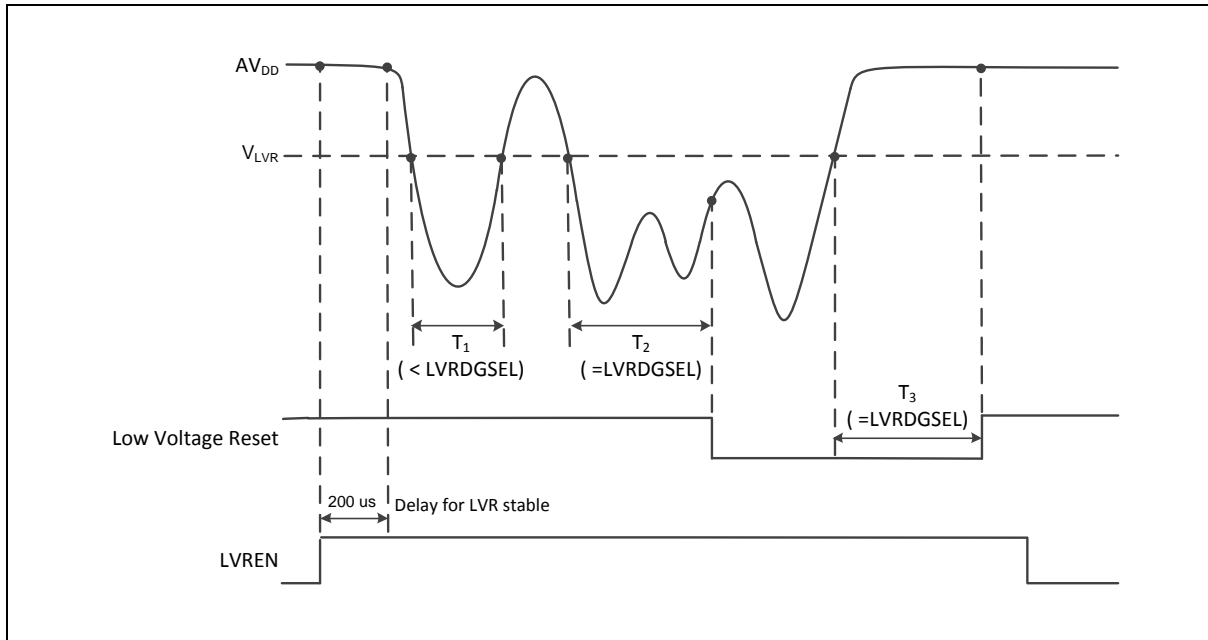 AVDD
VLVR
T1
( < LVRDGSEL)
T2
( =LVRDGSEL)
T3
( =LVRDGSEL)
Low Voltage Reset
200 us
Delay for LVR stable
LVREN